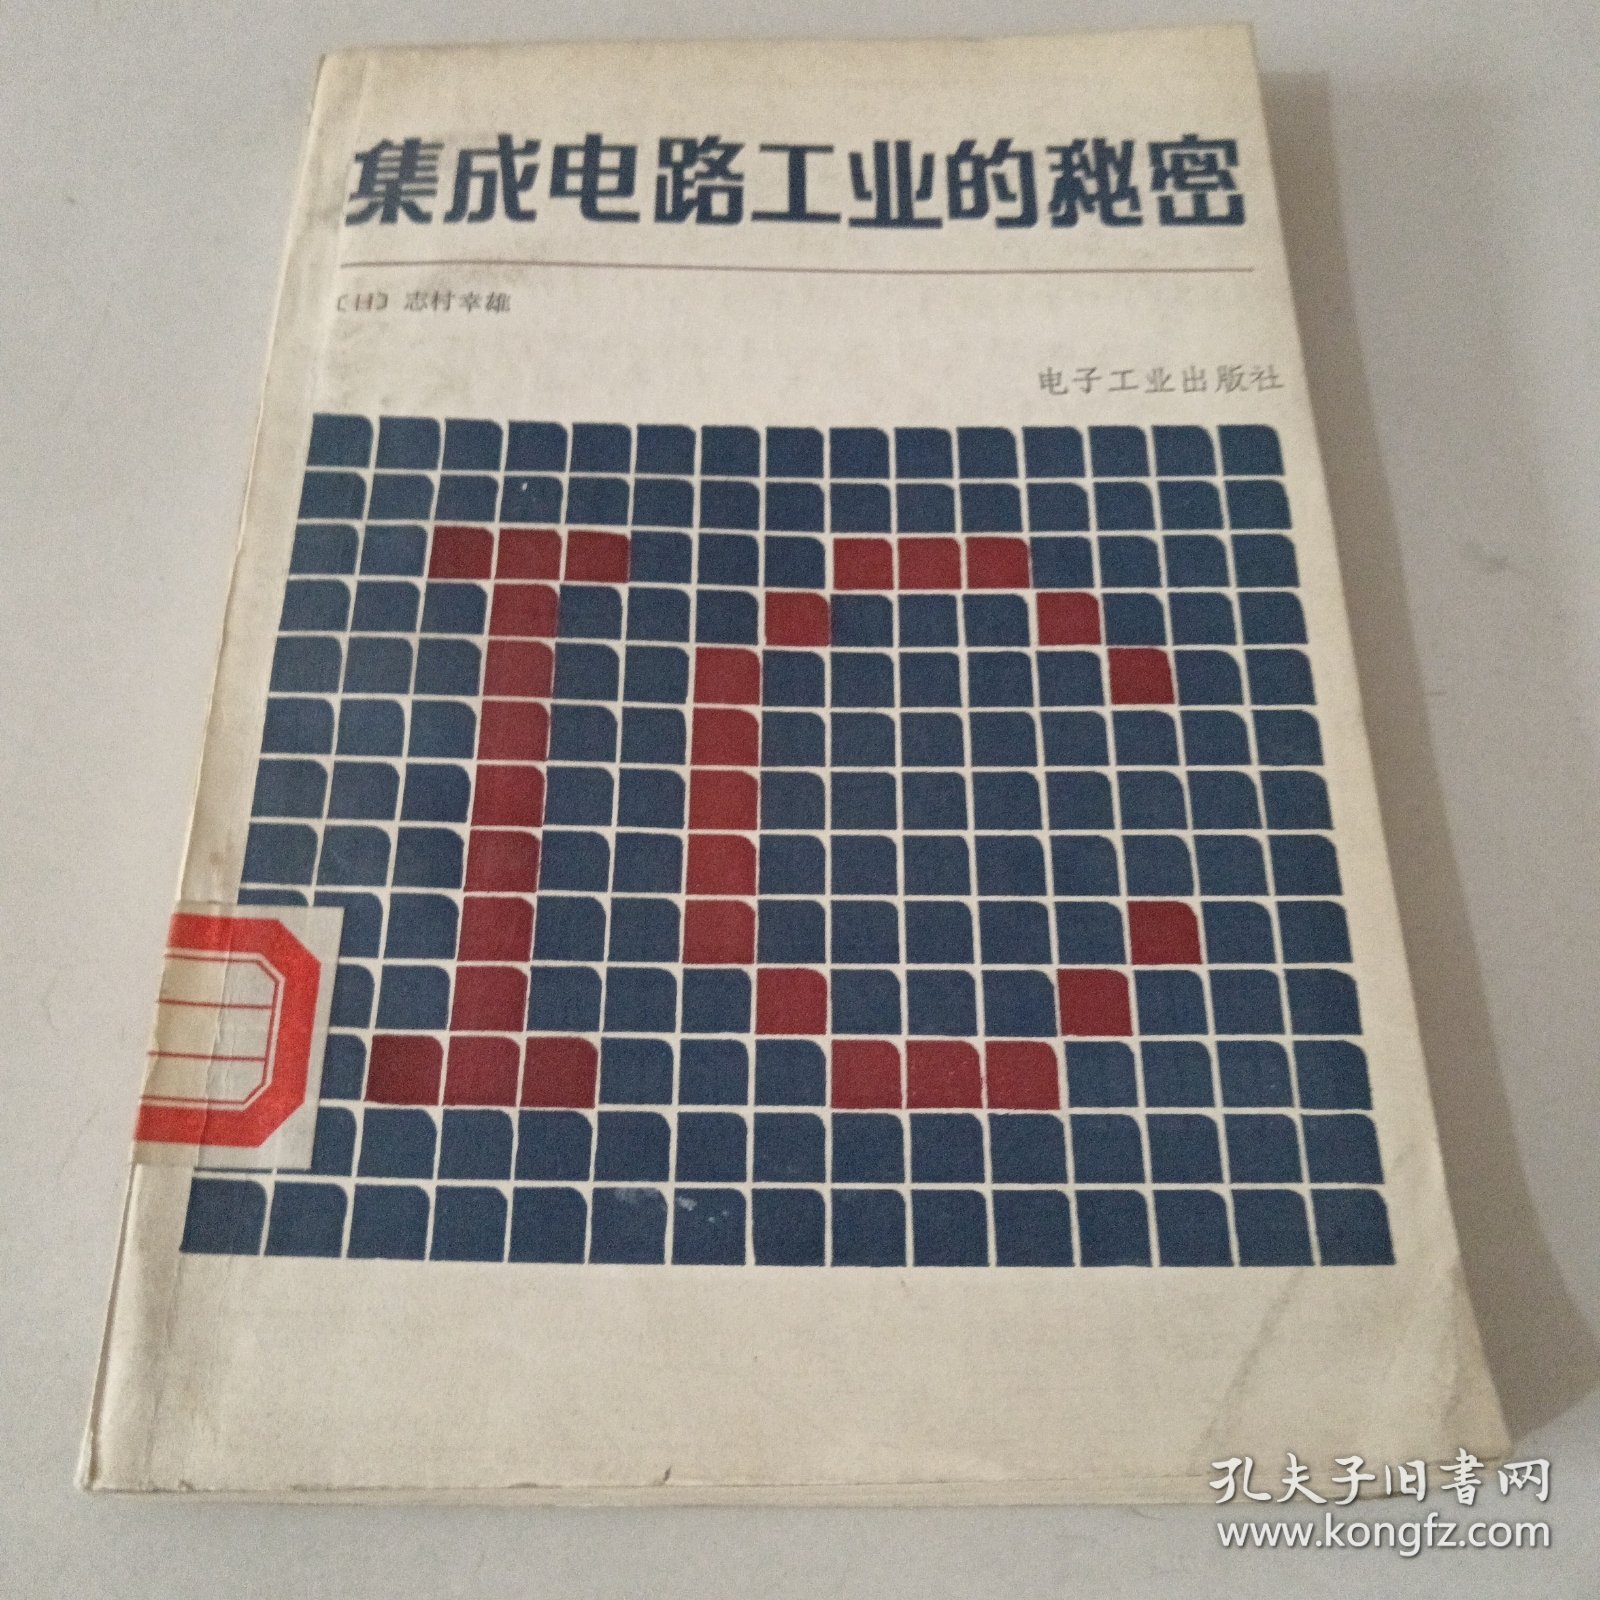 集成电路工业的秘密
〔日〕志村幸雄
电子工业出版社
IC
孔夫子旧书网
www.kongfz.com